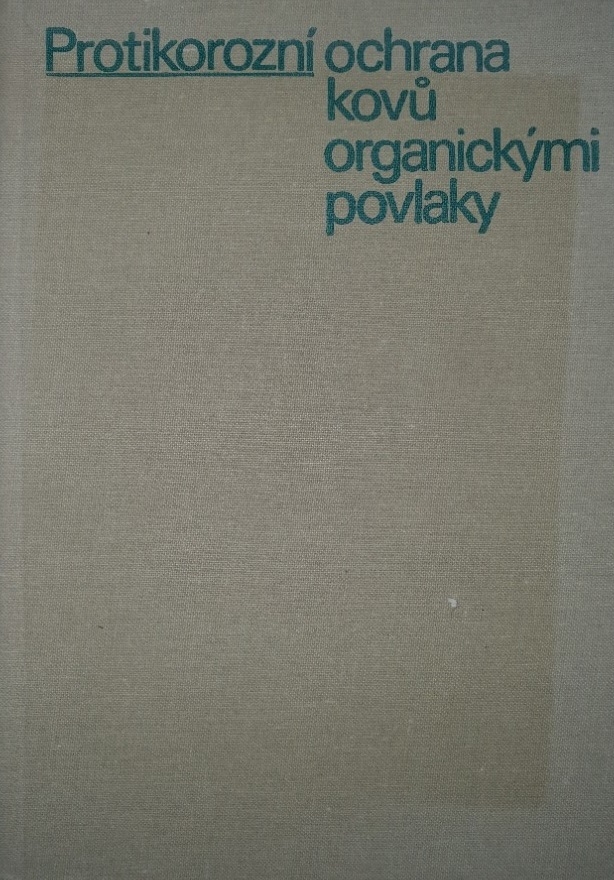 Protikorozní ochrana
kovů
organickými
povlaky